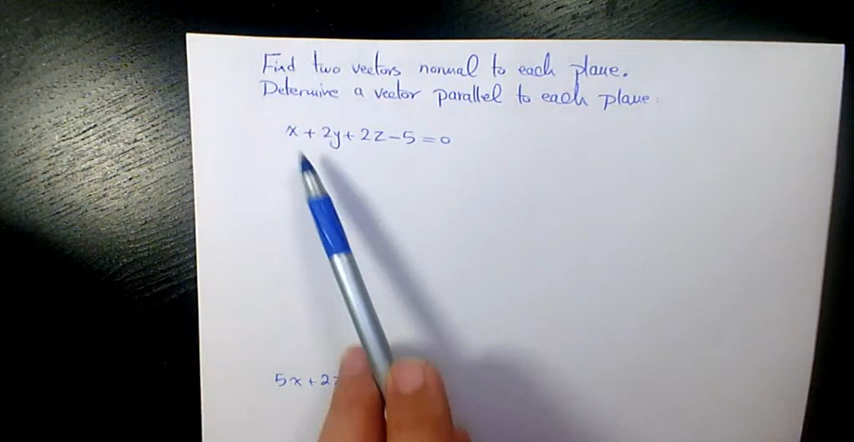 Find two vectors normal to each plane.
Determine a vector parallel to each plane.
x + 2y + 2z - 5 = 0
5x + 2